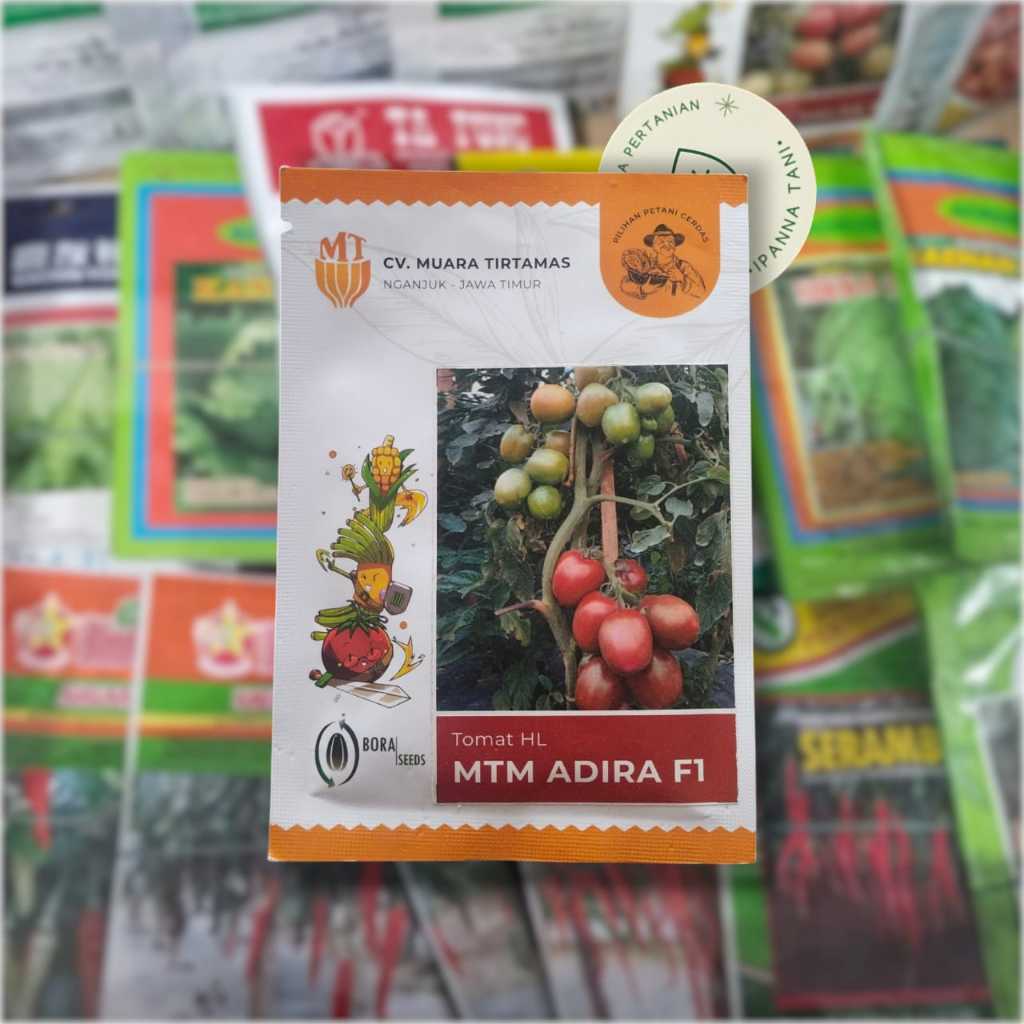 PERTANIAN
IPANNA TANI
MT
CV. MUARA TIRTAMAS
NGANJUK - JAWA TIMUR
PILIHAN PETANI CERDAS
BORA
SEEDS
Tomat HL
MTM ADIRA F1